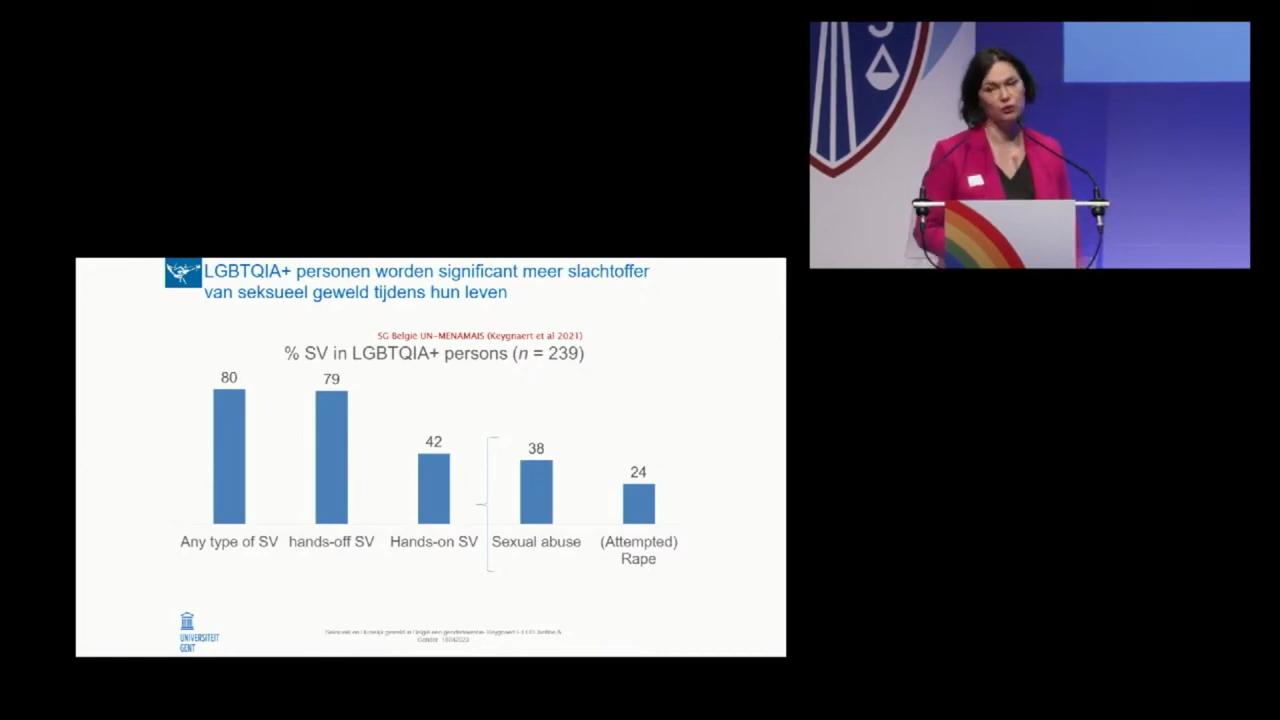 LGBTQIA+ personen worden significant meer slachtoffer
van seksueel geweld tijdens hun leven
SG België UN-MENAMAIS (Keygnaert et al 2021)
% SV in LGBTQIA+ persons (n = 239)
80
79
42
38
24
Any type of SV
hands-off SV
Hands-on SV
Sexual abuse
(Attempted)
Rape
UNIVERSITEIT
GENT